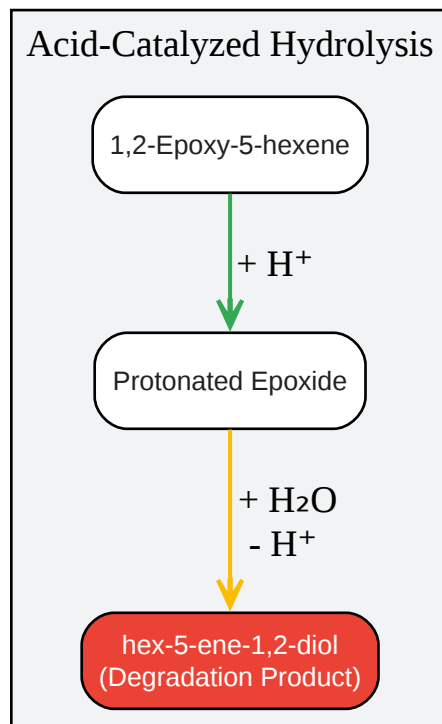 Acid-Catalyzed Hydrolysis
1,2-Epoxy-5-hexene
+ H⁺
Protonated Epoxide
+ H₂O
- H⁺
hex-5-ene-1,2-diol
(Degradation Product)